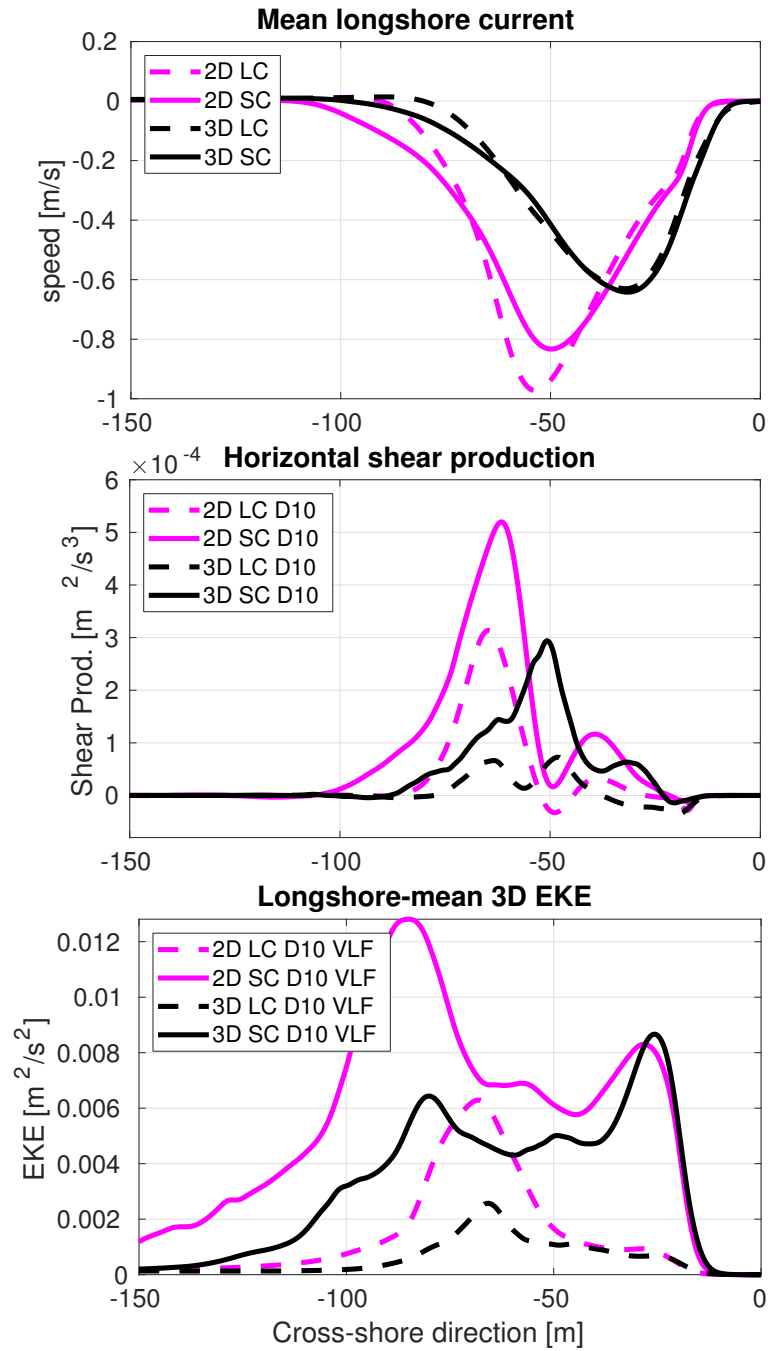 Mean longshore current
0.2
0
-0.2
-0.4
-0.6
-0.8
-1
speed [m/s]
2D LC
2D SC
3D LC
3D SC
-150
-100
-50
0
Horizontal shear production
× 10 -4
6
5
4
3
2
1
0
Shear Prod. [m 2/s3]
2D LC D10
2D SC D10
3D LC D10
3D SC D10
-150
-100
-50
0
Longshore-mean 3D EKE
0.012
0.01
0.008
0.006
0.004
0.002
0
EKE [m 2/s2]
2D LC D10 VLF
2D SC D10 VLF
3D LC D10 VLF
3D SC D10 VLF
-150
-100
-50
0
Cross-shore direction [m]